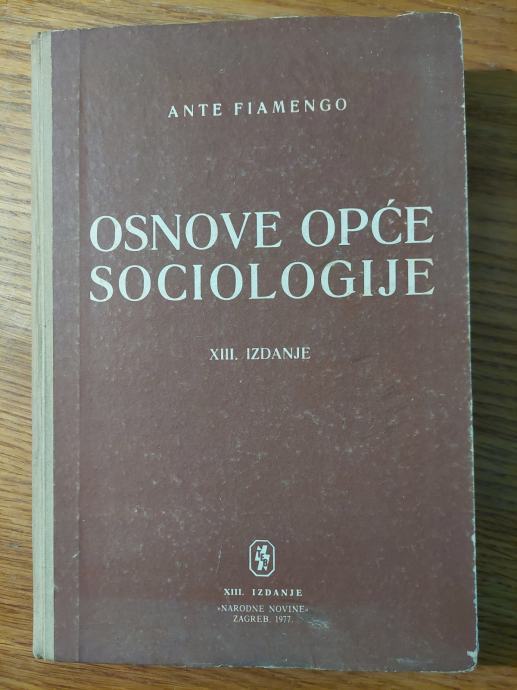 ANTE FIAMENGO
OSNOVE OPĆE
SOCIOLOGIJE
XIII. IZDANJE
XIII. IZDANJE
»NARODNE NOVINE«
ZAGREB. 1977.